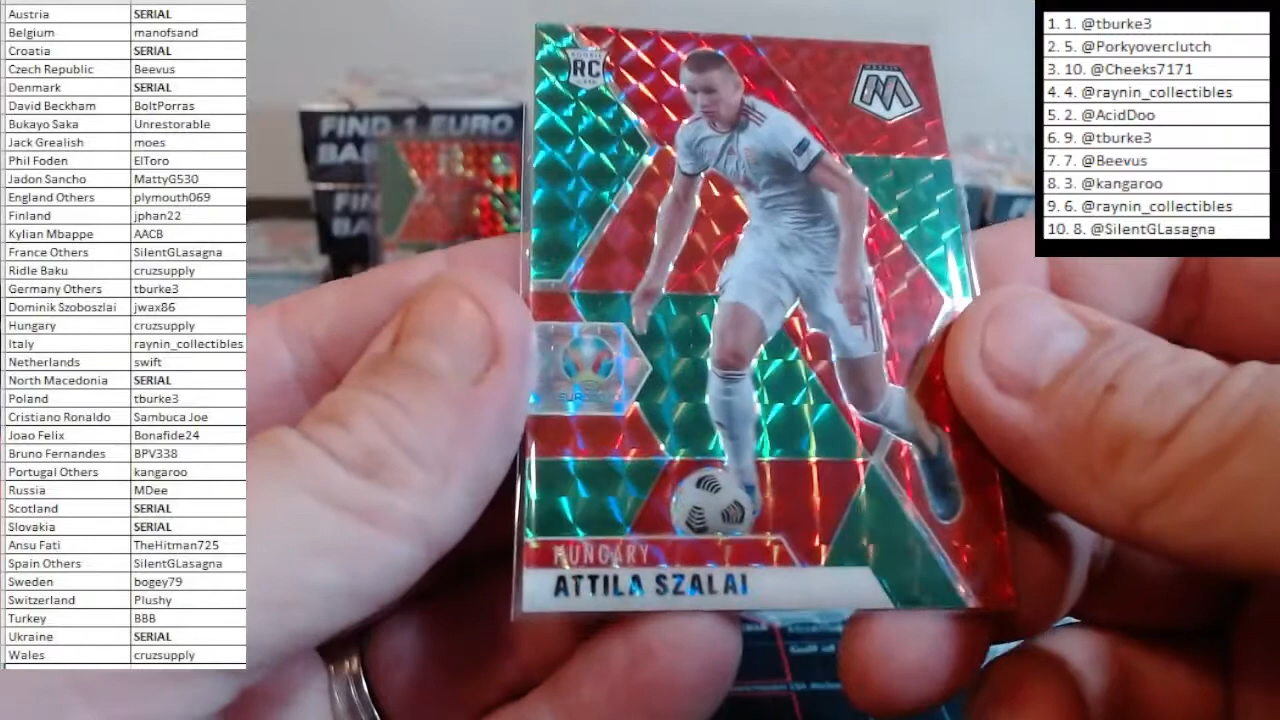 Austria SERIAL
Belgium manofsand
Croatia SERIAL
Czech Republic Beevus
Denmark SERIAL
David Beckham BoltPorras
Bukayo Saka Unrestorable
Jack Grealish moes
Phil Foden ElToro
Jadon Sancho MattyG530
England Others plymouth069
Finland jphan22
Kylian Mbappe AACB
France Others SilentGLasagna
Ridle Baku cruzsupply
Germany Others tburke3
Dominik Szoboszlai jwax86
Hungary cruzsupply
Italy raynin_collectibles
Netherlands swift
North Macedonia SERIAL
Poland tburke3
Cristiano Ronaldo Sambuca Joe
Joao Felix Bonafide24
Bruno Fernandes BPV338
Portugal Others kangaroo
Russia MDee
Scotland SERIAL
Slovakia SERIAL
Ansu Fati TheHitman725
Spain Others SilentGLasagna
Sweden bogey79
Switzerland Plushy
Turkey BBB
Ukraine SERIAL
Wales cruzsupply
FIND 1 EURO
RC
M
HUNGARY
ATTILA SZALAI
1. 1. @tburke3
2. 5. @Porkyoverclutch
3. 10. @Cheeks7171
4. 4. @raynin_collectibles
5. 2. @AcidDoo
6. 9. @tburke3
7. 7. @Beevus
8. 3. @kangaroo
9. 6. @raynin_collectibles
10. 8. @SilentGLasagna